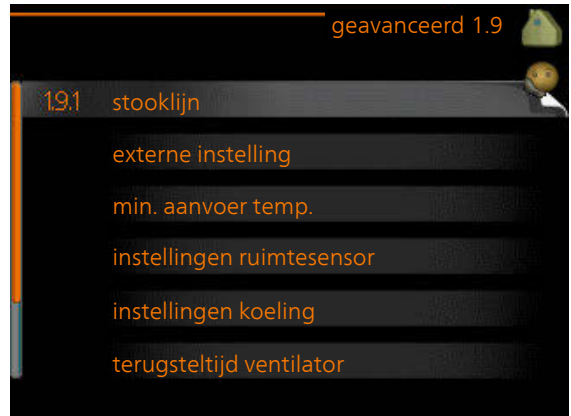 geavanceerd 1.9
1.9.1 stooklijn
externe instelling
min. aanvoer temp.
instellingen ruimtesensor
instellingen koeling
terugsteltijd ventilator